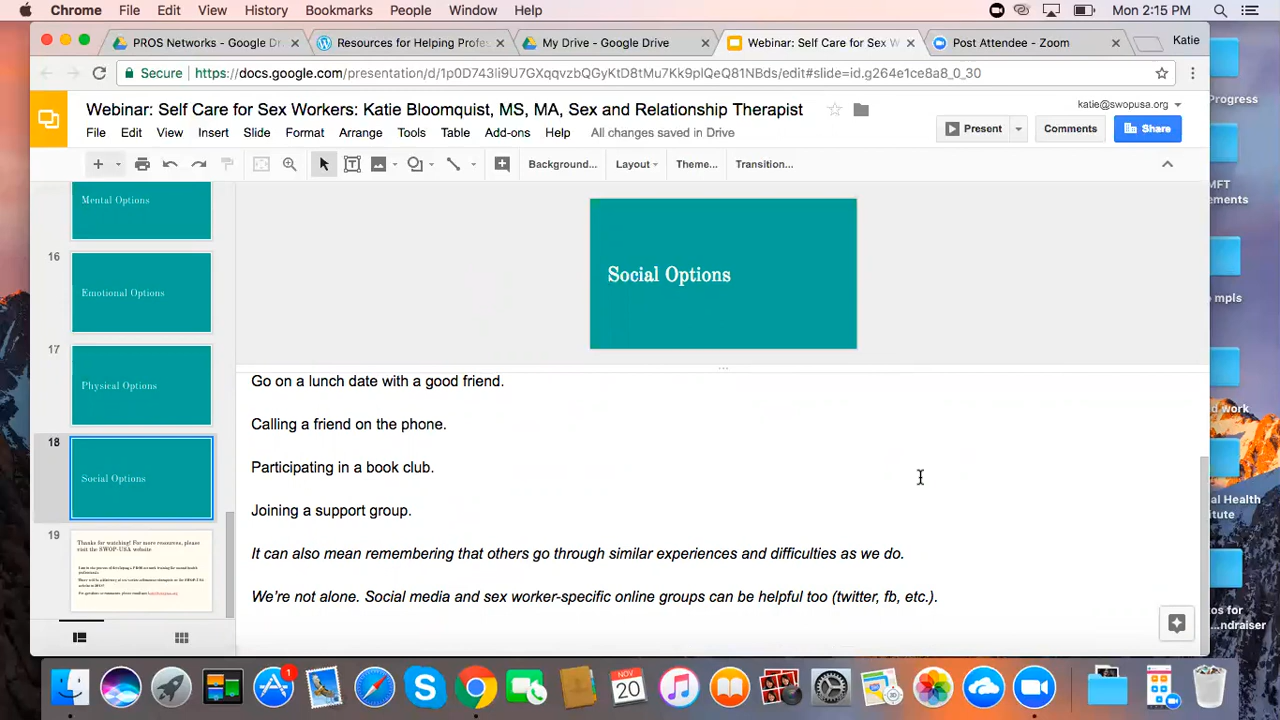 Chrome File Edit View History Bookmarks People Window Help Mon 2:15 PM
PROS Networks - Google D
Resources for Helping Profes
My Drive - Google Drive
Webinar: Self Care for Sex W
Post Attendee - Zoom
Katie
Secure https://docs.google.com/presentation/d/
Webinar: Self Care for Sex Workers: Katie Bloomquist, MS, MA, Sex and Relationship Therapist
katie@swopusa.org
File Edit View Insert Format Slide Arrange Tools Table Add-ons Help All changes saved in Drive
Present
Comments
Share
Background... Layout Theme... Transition...
Mental Options
16
Emotional Options
17
Physical Options
18
Social Options
19
Thanks for watching! For more resources, please
visit the SWOP-USA website
Social Options
Go on a lunch date with a good friend.
Calling a friend on the phone.
Participating in a book club.
Joining a support group.
It can also mean remembering that others go through similar experiences and difficulties as we do.
We're not alone. Social media and sex worker-specific online groups can be helpful too (twitter, fb, etc.).
Progress
MFT
ements
mpls
d work
al Health
itute
os for
...ndraiser
1
NOV
20
30